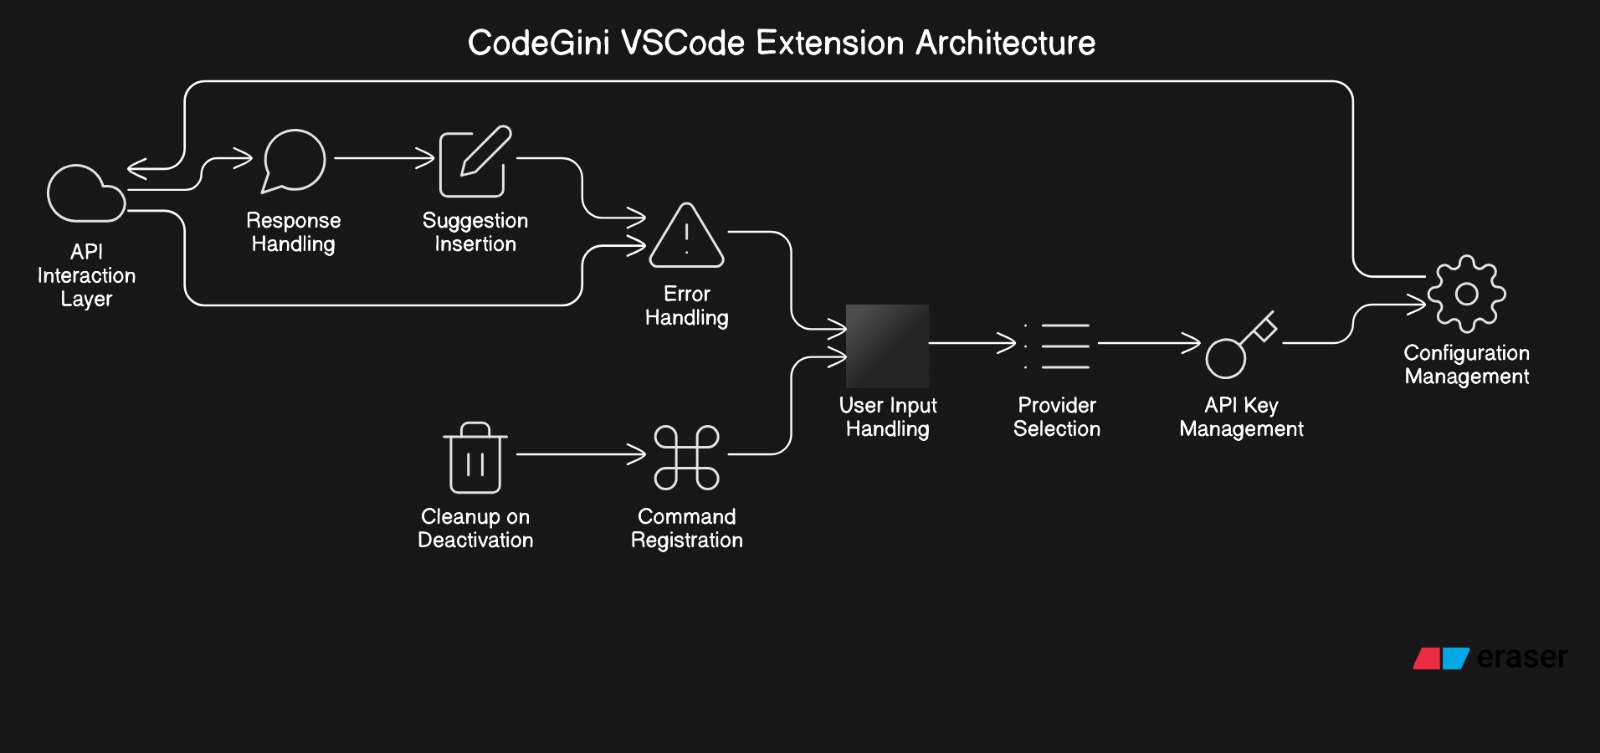 CodeGini VSCode Extension Architecture
API
Interaction
Layer
Response
Handling
Suggestion
Insertion
Error
Handling
User Input
Handling
Provider
Selection
API Key
Management
Configuration
Management
Cleanup on
Deactivation
Command
Registration
eraser